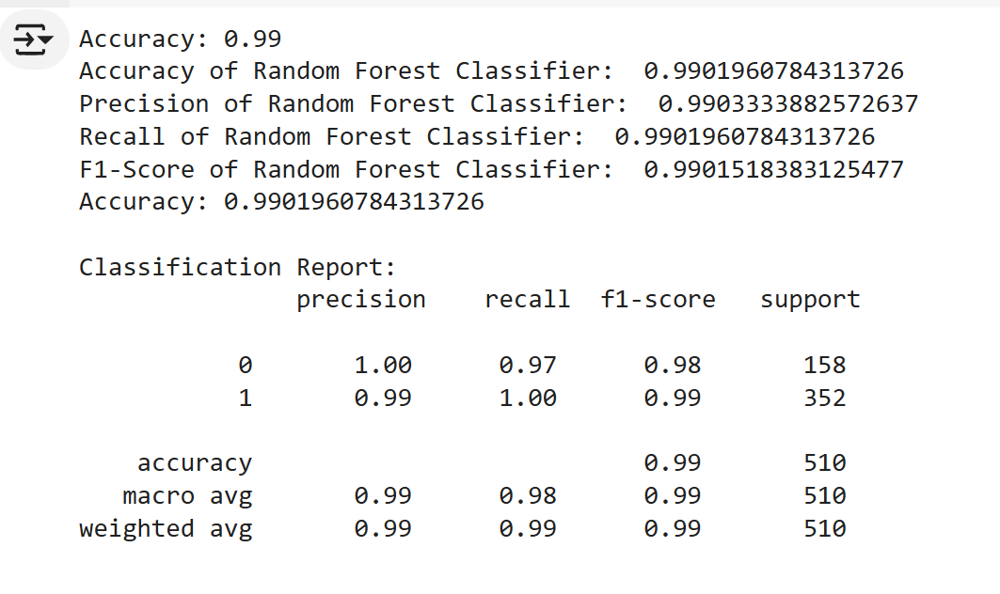 Accuracy: 0.99
Accuracy of Random Forest Classifier:  0.9901960784313726
Precision of Random Forest Classifier:  0.9903333882572637
Recall of Random Forest Classifier:  0.9901960784313726
F1-Score of Random Forest Classifier:  0.9901518383125477
Accuracy: 0.9901960784313726
Classification Report:
               precision    recall  f1-score   support
           0       1.00      0.97      0.98       158
           1       0.99      1.00      0.99       352
    accuracy                           0.99       510
   macro avg       0.99      0.98      0.99       510
weighted avg       0.99      0.99      0.99       510